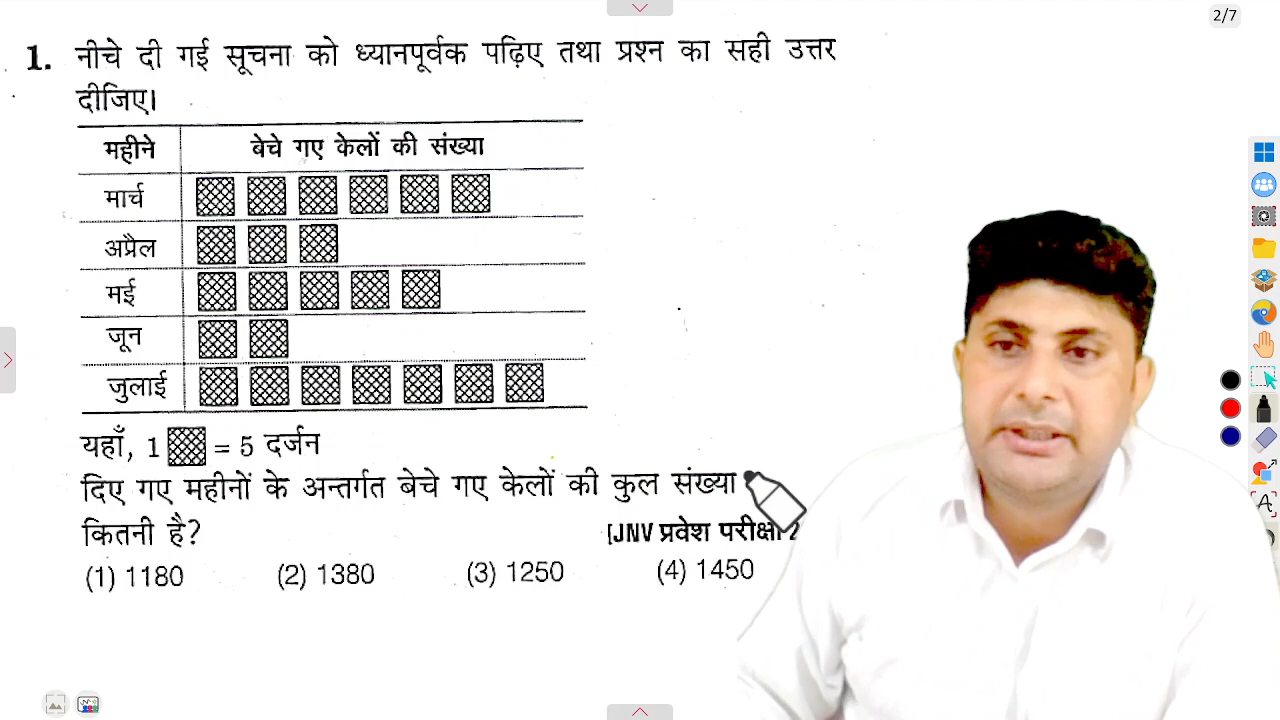 2/7
1. नीचे दी गई सूचना को ध्यानपूर्वक पढ़िए तथा प्रश्न का सही उत्तर
दीजिए।
महीने बेचे गए केलों की संख्या
मार्च
अप्रैल
मई
जून
जुलाई
यहाँ, 1 = 5 दर्जन
दिए गए महीनों के अन्तर्गत बेचे गए केलों की कुल संख्या
कितनी है? [JNV प्रवेश परीक्षा 2
(1) 1180 (2) 1380 (3) 1250 (4) 1450
A